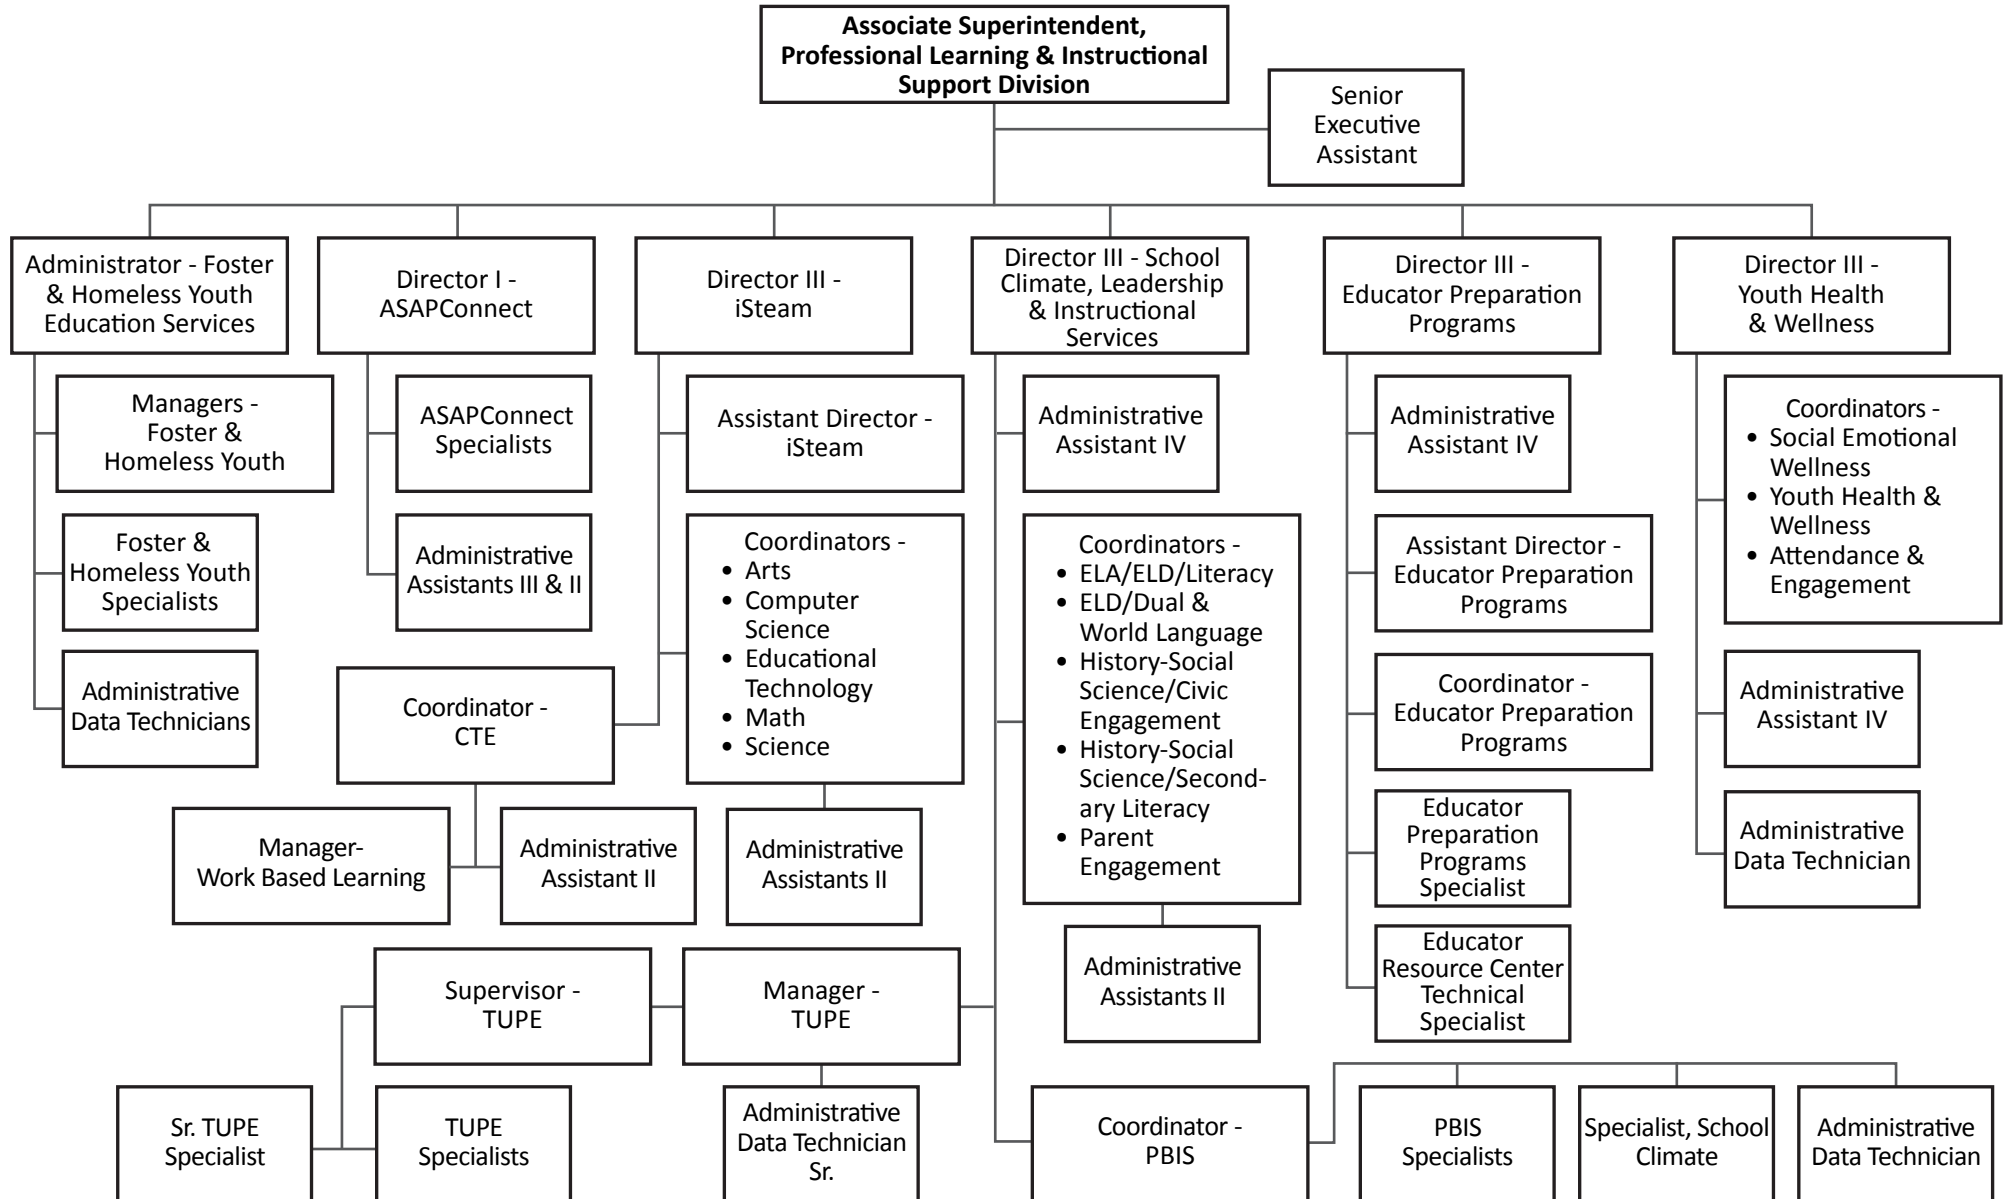 Associate Superintendent,
Professional Learning & Instructional
Support Division
Senior
Executive
Assistant
Administrator - Foster
& Homeless Youth
Education Services
Director I -
ASAPConnect
Director III -
iSteam
Director III - School
Climate, Leadership
& Instructional
Services
Director III -
Educator Preparation
Programs
Director III -
Youth Health
& Wellness
Managers -
Foster &
Homeless Youth
ASAPConnect
Specialists
Assistant Director -
iSteam
Administrative
Assistant IV
Administrative
Assistant IV
Coordinators -
• Social Emotional
Wellness
• Youth Health &
Wellness
• Attendance &
Engagement
Foster &
Homeless Youth
Specialists
Administrative
Assistants III & II
Coordinators -
• Arts
• Computer
Science
• Educational
Technology
• Math
• Science
Coordinators -
• ELA/ELD/Literacy
• ELD/Dual &
World Language
• History-Social
Science/Civic
Engagement
• History-Social
Science/Second-
ary Literacy
• Parent
Engagement
Assistant Director -
Educator Preparation
Programs
Administrative
Data Technicians
Coordinator -
CTE
Coordinator -
Educator Preparation
Programs
Administrative
Assistant IV
Manager-
Work Based Learning
Administrative
Assistant II
Administrative
Assistants II
Educator
Preparation
Programs
Specialist
Administrative
Data Technician
Supervisor -
TUPE
Manager -
TUPE
Administrative
Assistants II
Educator
Resource Center
Technical
Specialist
Sr. TUPE
Specialist
TUPE
Specialists
Administrative
Data Technician
Sr.
Coordinator -
PBIS
PBIS
Specialists
Specialist, School
Climate
Administrative
Data Technician